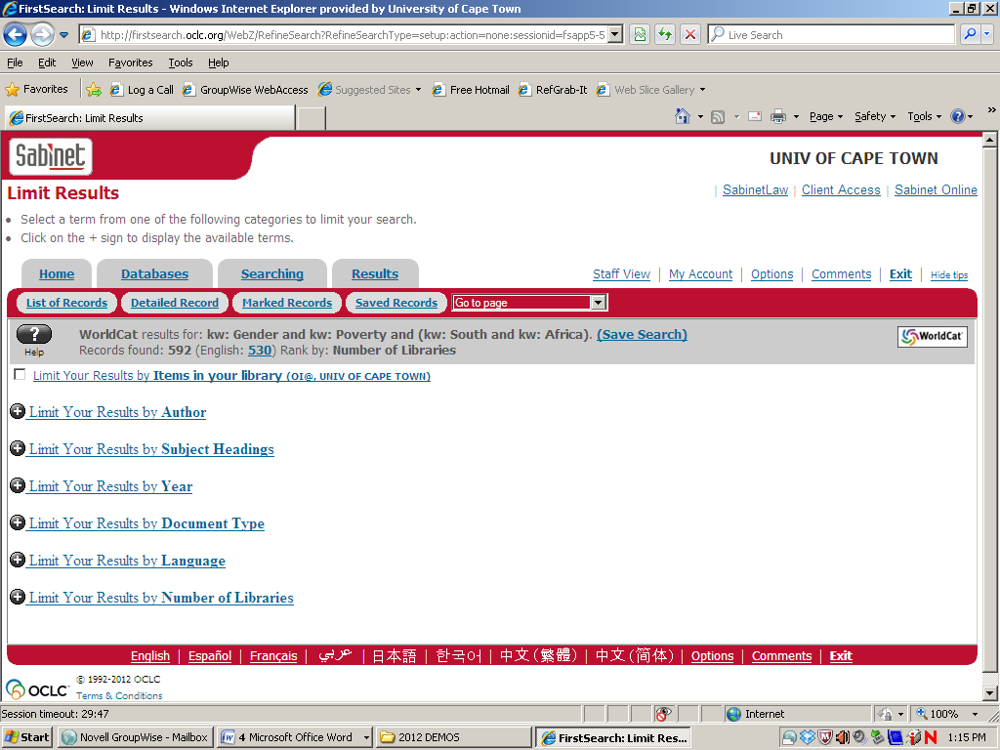 FirstSearch: Limit Results - Windows Internet Explorer provided by University of Cape Town
http://firstsearch.oclc.org/WebZ/RefineSearch?RefineSearchType=setup:action=none:sessionid=fsapp5-5
Live Search
File Edit View Favorites Tools Help
Favorites Log a Call GroupWise WebAccess Suggested Sites Free Hotmail RefGrab-It Web Slice Gallery
FirstSearch: Limit Results
Page Safety Tools »
Sabinet
UNIV OF CAPE TOWN
Limit Results
SabinetLaw | Client Access | Sabinet Online
• Select a term from one of the following categories to limit your search.
• Click on the + sign to display the available terms.
Home Databases Searching Results
Staff View | My Account | Options | Comments | Exit | Hide tips
List of Records Detailed Record Marked Records Saved Records Go to page
? Help
WorldCat results for: kw: Gender and kw: Poverty and (kw: South and kw: Africa). (Save Search)
Records found: 592 (English: 530) Rank by: Number of Libraries
WorldCat
Limit Your Results by Items in your library (OI@, UNIV OF CAPE TOWN)
Limit Your Results by Author
Limit Your Results by Subject Headings
Limit Your Results by Year
Limit Your Results by Document Type
Limit Your Results by Language
Limit Your Results by Number of Libraries
English | Español | Français | عربي | 日本語 | 한국어 | 中文(繁體) | 中文(简体) | Options | Comments | Exit
OCLC
© 1992-2012 OCLC
Terms & Conditions
Session timeout: 29:47
Internet
100%
Start Novell GroupWise - Mailbox 4 Microsoft Office Word 2012 DEMOS FirstSearch: Limit Res... 1:15 PM